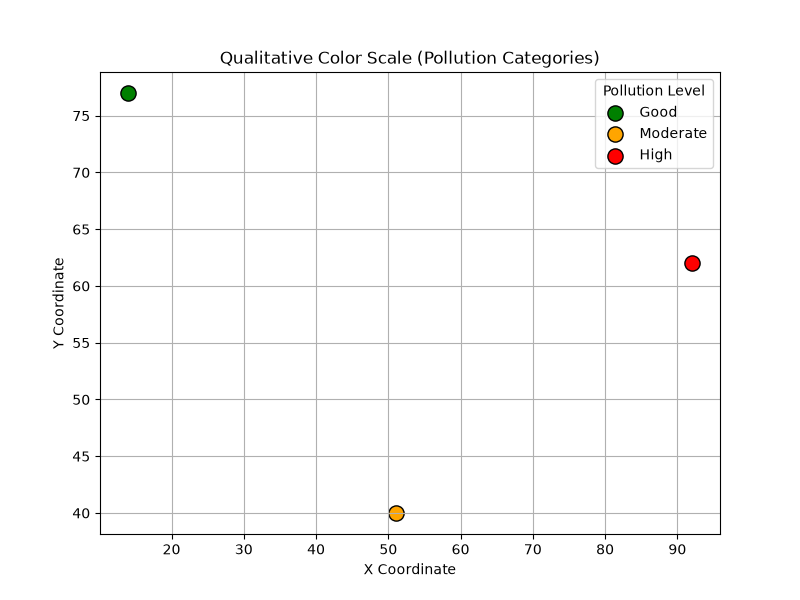 Qualitative Color Scale (Pollution Categories)
Pollution Level
Good
Moderate
High
Y Coordinate
75
70
65
60
55
50
45
40
20 30 40 50 60 70 80 90
X Coordinate